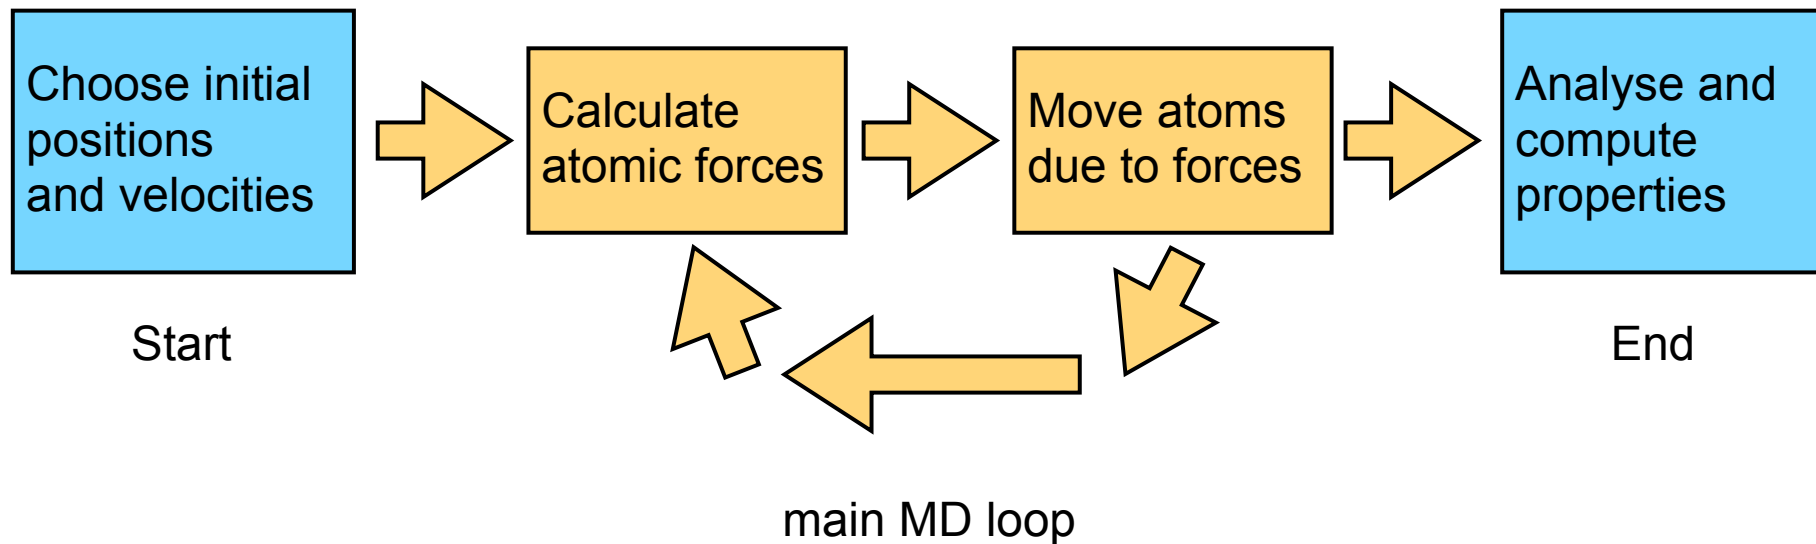 Choose initial
positions
and velocities
Calculate
atomic forces
Move atoms
due to forces
Analyse and
compute
properties
Start
End
main MD loop